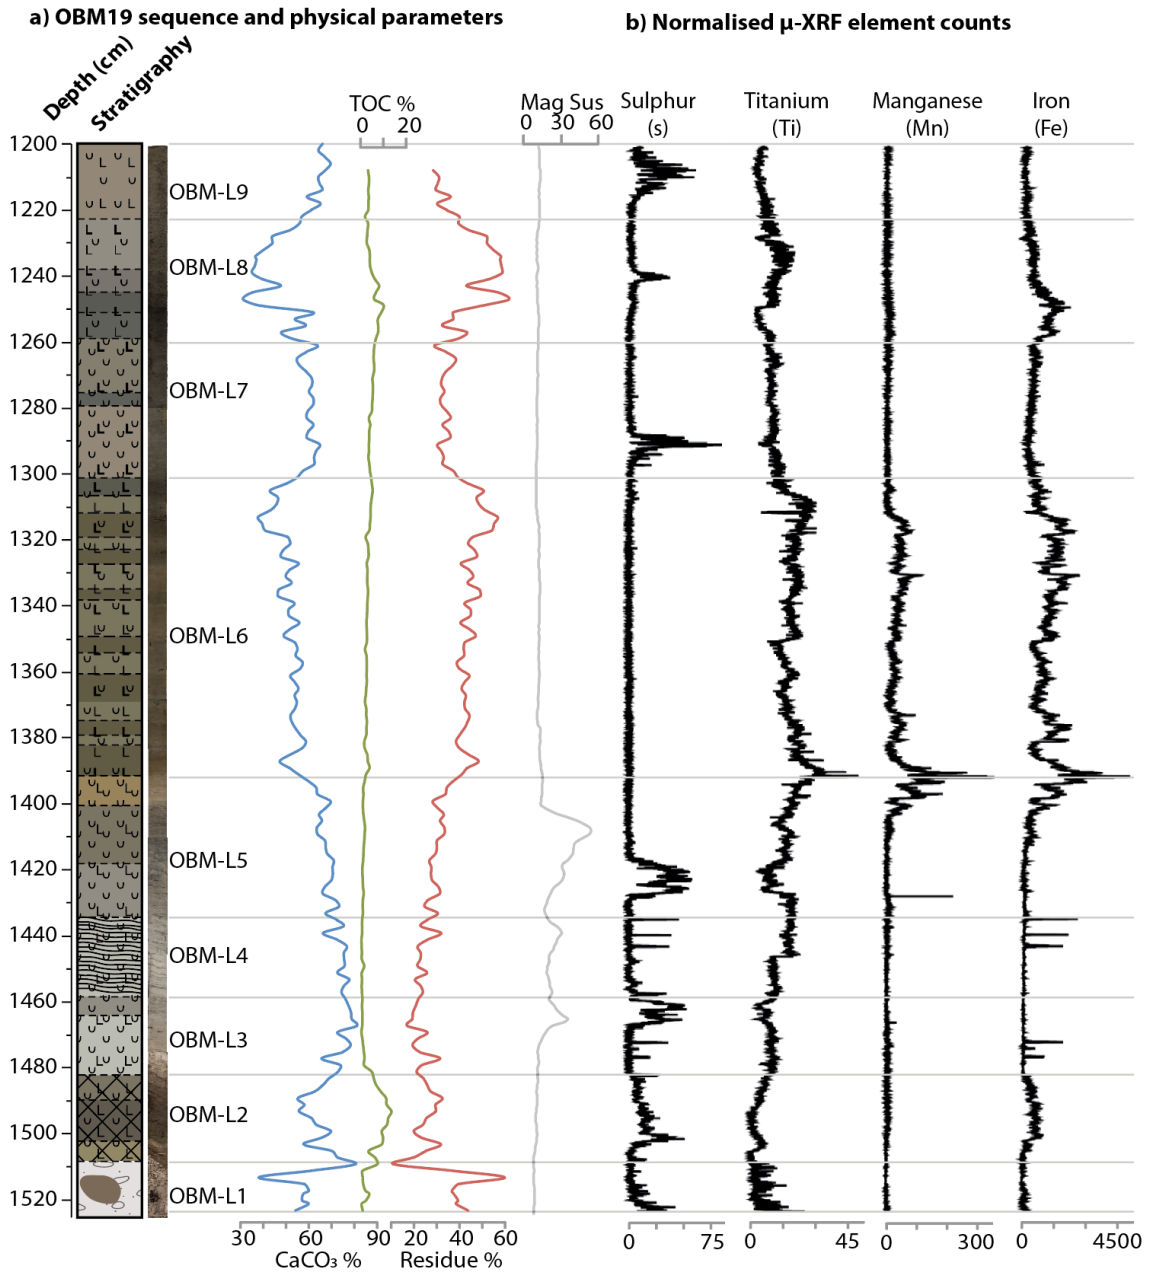 a) OBM19 sequence and physical parameters
b) Normalised μ-XRF element counts
Depth (cm)
Stratigraphy
TOC %
0 20
Mag Sus
0 30 60
Sulphur
(s)
Titanium
(Ti)
Manganese
(Mn)
Iron
(Fe)
1200
OBM-L9
1220
OBM-L8
1240
1260
OBM-L7
1280
1300
1320
1340
OBM-L6
1360
1380
1400
OBM-L5
1420
1440
OBM-L4
1460
OBM-L3
1480
OBM-L2
1500
OBM-L1
1520
30 60 90
CaCO₃ %
20 40 60
Residue %
0 75
0 45
0 300
0 4500